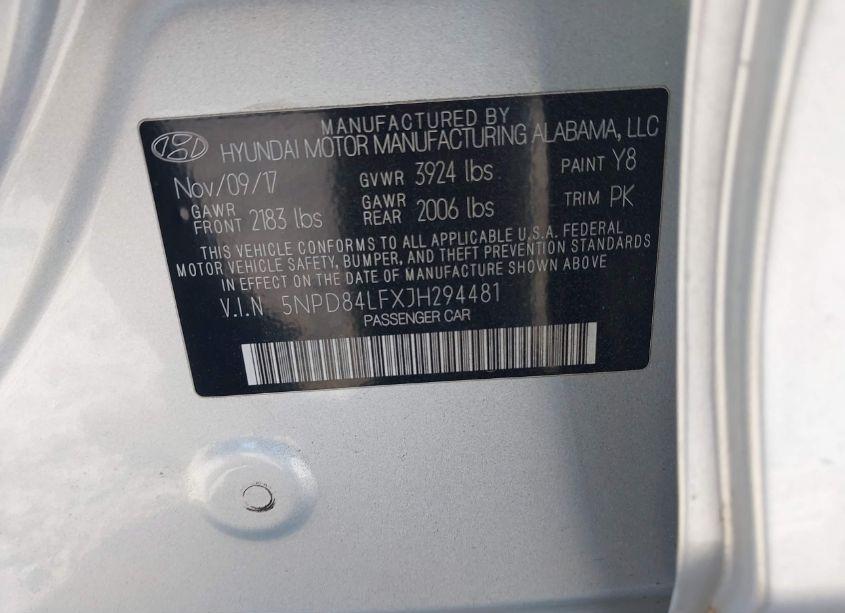 MANUFACTURED BY
HYUNDAI MOTOR MANUFACTURING ALABAMA, LLC
Nov/09/17 GVWR 3924 lbs PAINT Y8
GAWR FRONT 2183 lbs GAWR REAR 2006 lbs TRIM PK
THIS VEHICLE CONFORMS TO ALL APPLICABLE U.S.A. FEDERAL
MOTOR VEHICLE SAFETY, BUMPER, AND THEFT PREVENTION STANDARDS
IN EFFECT ON THE DATE OF MANUFACTURE SHOWN ABOVE
V.I.N 5NPD84LFXJH294481
PASSENGER CAR